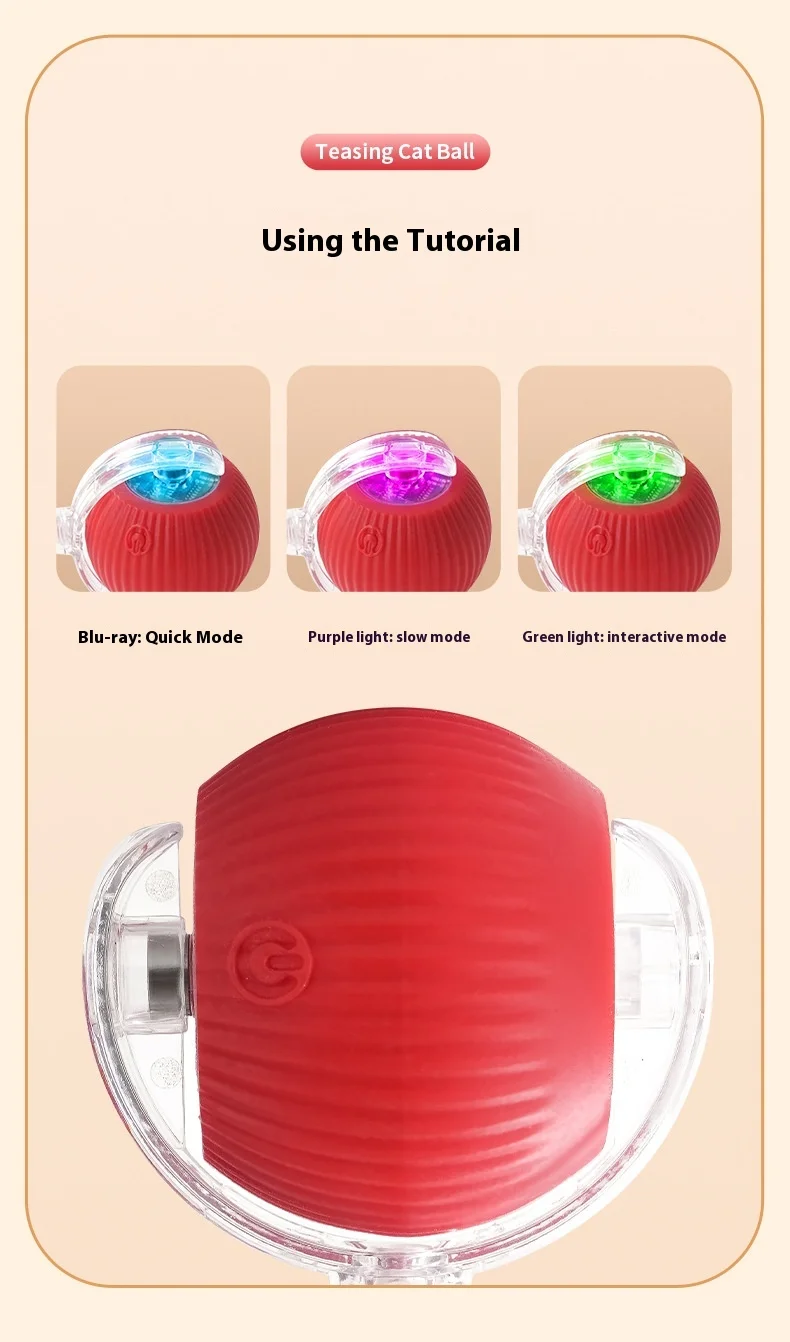 Teasing Cat Ball
Using the Tutorial
Blu-ray: Quick Mode
Purple light: slow mode
Green light: interactive mode